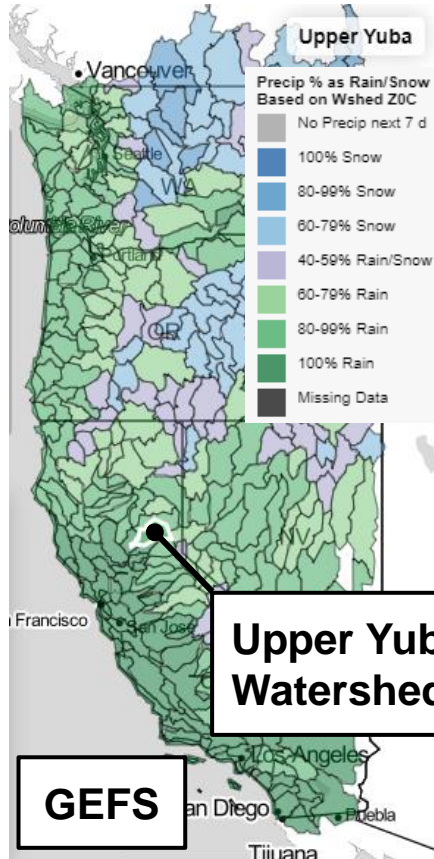 Upper Yuba
Vancouver
Precip % as Rain/Snow
Based on Wshed Z0C
No Precip next 7 d
100% Snow
80-99% Snow
60-79% Snow
40-59% Rain/Snow
60-79% Rain
80-99% Rain
100% Rain
Missing Data
Seattle
WA
Columbia River
Portland
OR
NV
Francisco
San Jose
Upper Yub
Watershed
Los Angeles
GEFS
an Diego
Puebla
Tijuana